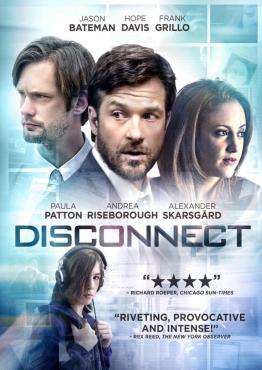 JASON HOPE FRANK
BATEMAN DAVIS GRILLO
PAULA ANDREA ALEXANDER
PATTON RISEBOROUGH SKARSGÅRD
DISCONNECT
"★★★★"
– RICHARD ROEPER, CHICAGO SUN-TIMES
"RIVETING, PROVOCATIVE
AND INTENSE!"
– REX REED, THE NEW YORK OBSERVER